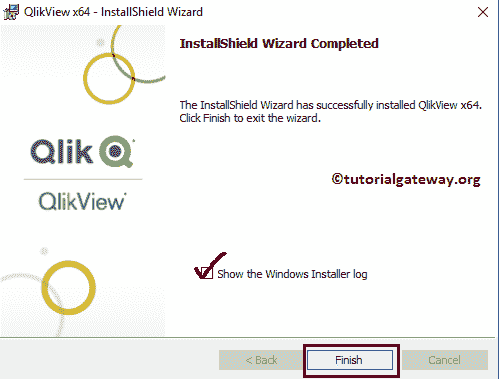 QlikView x64 - InstallShield Wizard
InstallShield Wizard Completed
The InstallShield Wizard has successfully installed QlikView x64.
Click Finish to exit the wizard.
Qlik Q
QlikView
©tutorialgateway.org
Show the Windows Installer log
< Back
Finish
Cancel